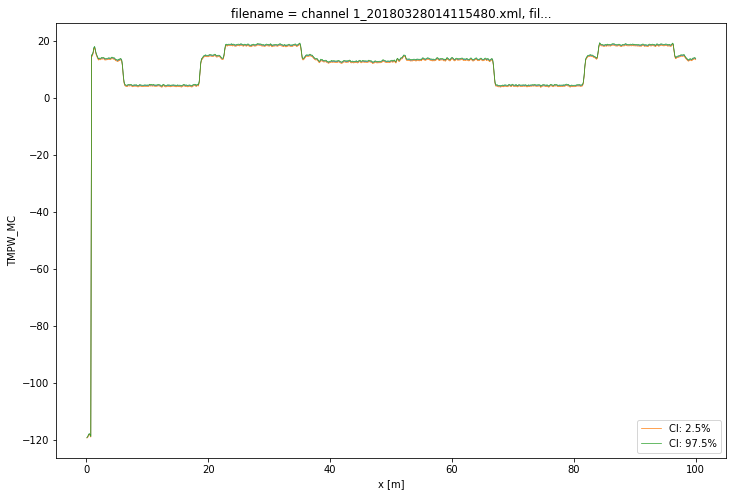 filename = channel 1_20180328014115480.xml, fil...
20
0
−20
−40
−60
−80
−100
−120
TMPW_MC
0
20
40
60
80
100
x [m]
CI: 2.5%
CI: 97.5%